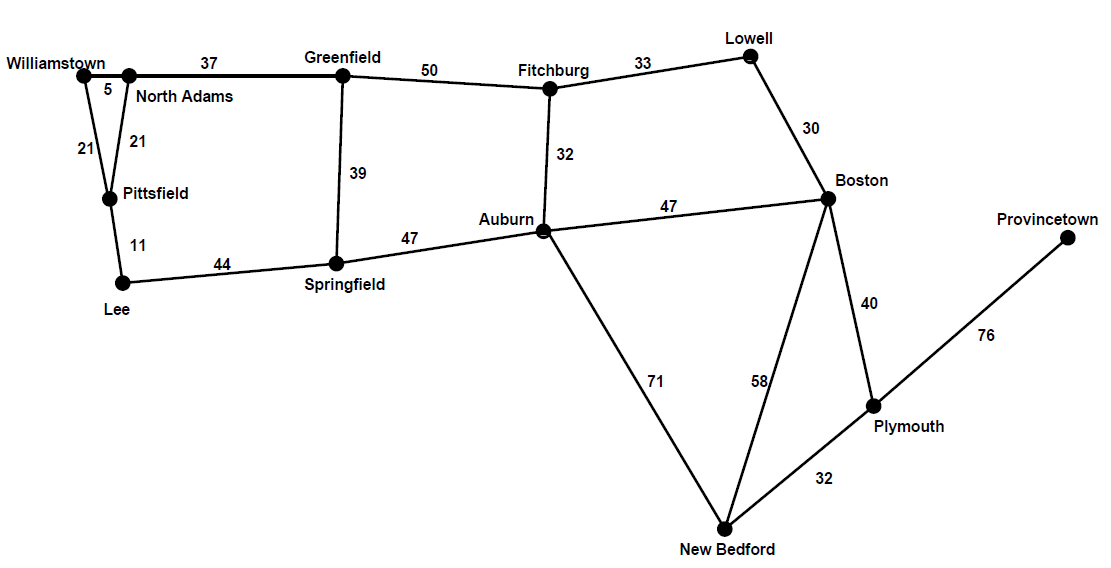 Lowell
Williamstown
37
Greenfield
50
Fitchburg
33
5
North Adams
30
21
21
32
39
Pittsfield
Boston
47
Auburn
Provincetown
11
47
44
Springfield
Lee
40
76
71
58
Plymouth
32
New Bedford